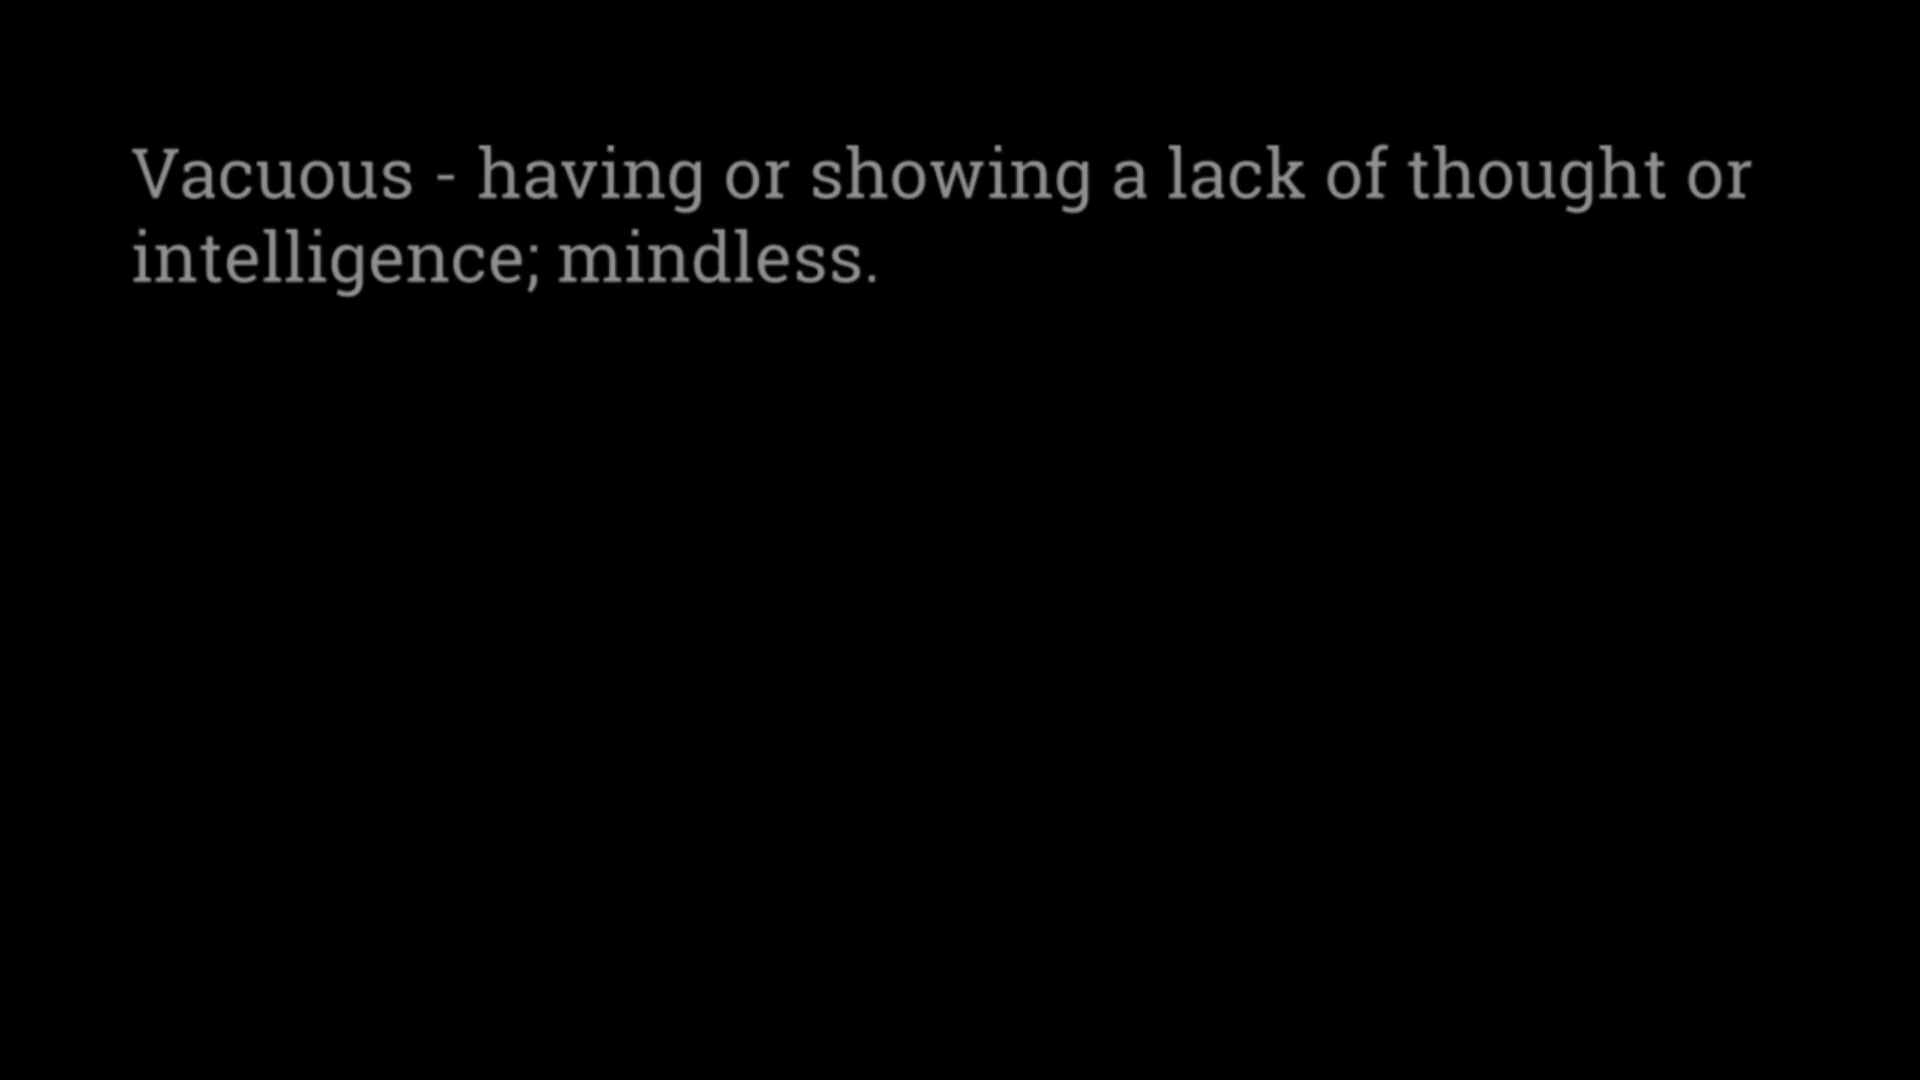 Vacuous - having or showing a lack of thought or
intelligence; mindless.